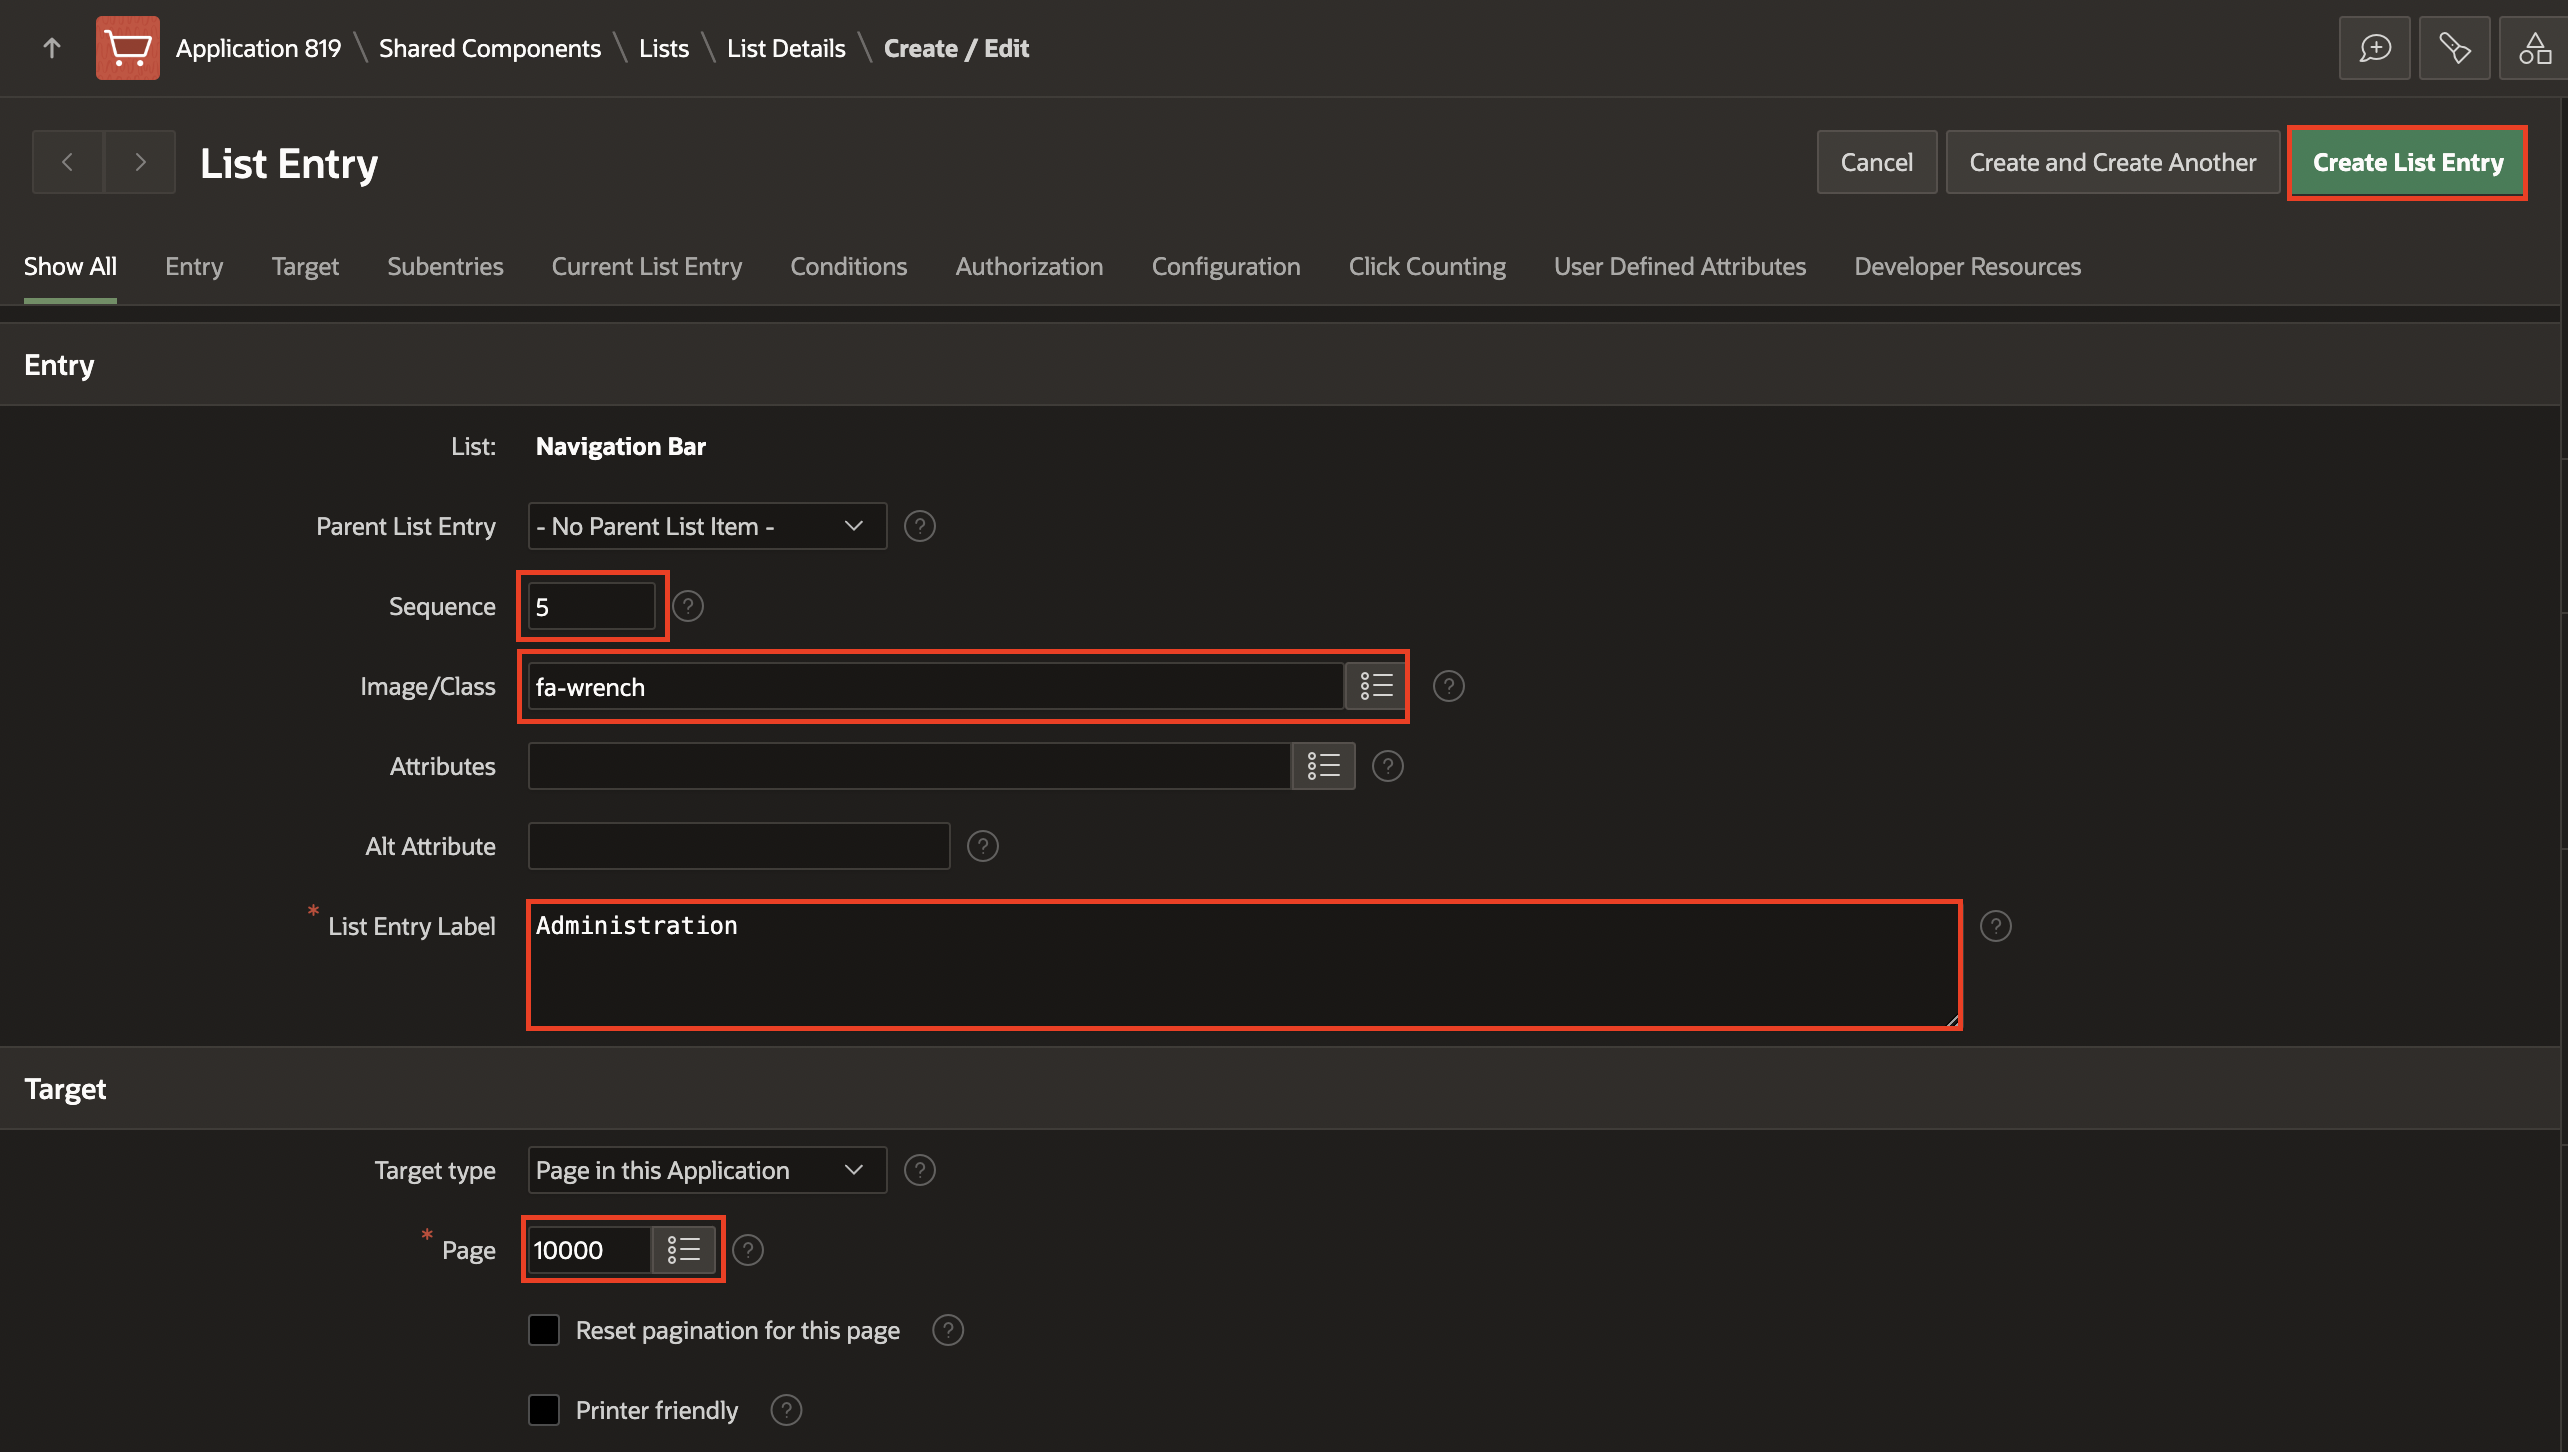 Application 819 \ Shared Components \ Lists \ List Details \ Create / Edit
List Entry
Cancel
Create and Create Another
Create List Entry
Show All Entry Target Subentries Current List Entry Conditions Authorization Configuration Click Counting User Defined Attributes Developer Resources
Entry
List: Navigation Bar
Parent List Entry - No Parent List Item - ?
Sequence 5 ?
Image/Class fa-wrench ?
Attributes ?
Alt Attribute ?
* List Entry Label Administration ?
Target
Target type Page in this Application ?
* Page 10000 ?
Reset pagination for this page ?
Printer friendly ?